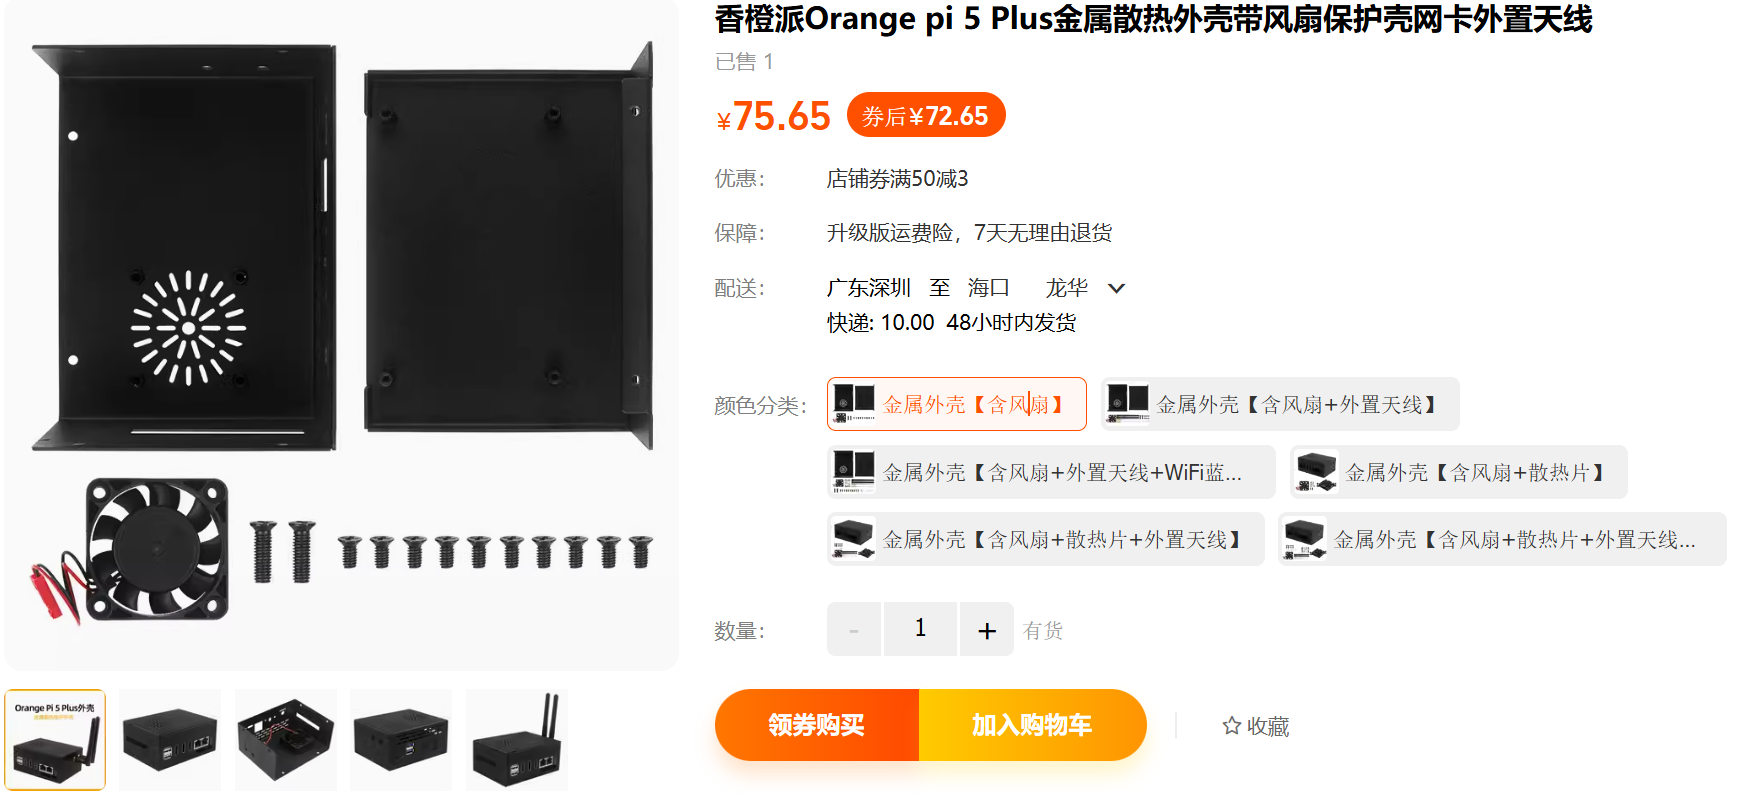 香橙派Orange pi 5 Plus金属散热外壳带风扇保护壳网卡外置天线
已售 1
¥75.65 券后¥72.65
优惠: 店铺券满50减3
保障: 升级版运费险，7天无理由退货
配送: 广东深圳 至 海口 龙华
快递: 10.00 48小时内发货
颜色分类: 金属外壳【含风扇】 金属外壳【含风扇+外置天线】
金属外壳【含风扇+外置天线+WiFi蓝... 金属外壳【含风扇+散热片】
金属外壳【含风扇+散热片+外置天线】 金属外壳【含风扇+散热片+外置天线...
数量: - 1 + 有货
领券购买 加入购物车 收藏
Orange Pi 5 Plus外壳